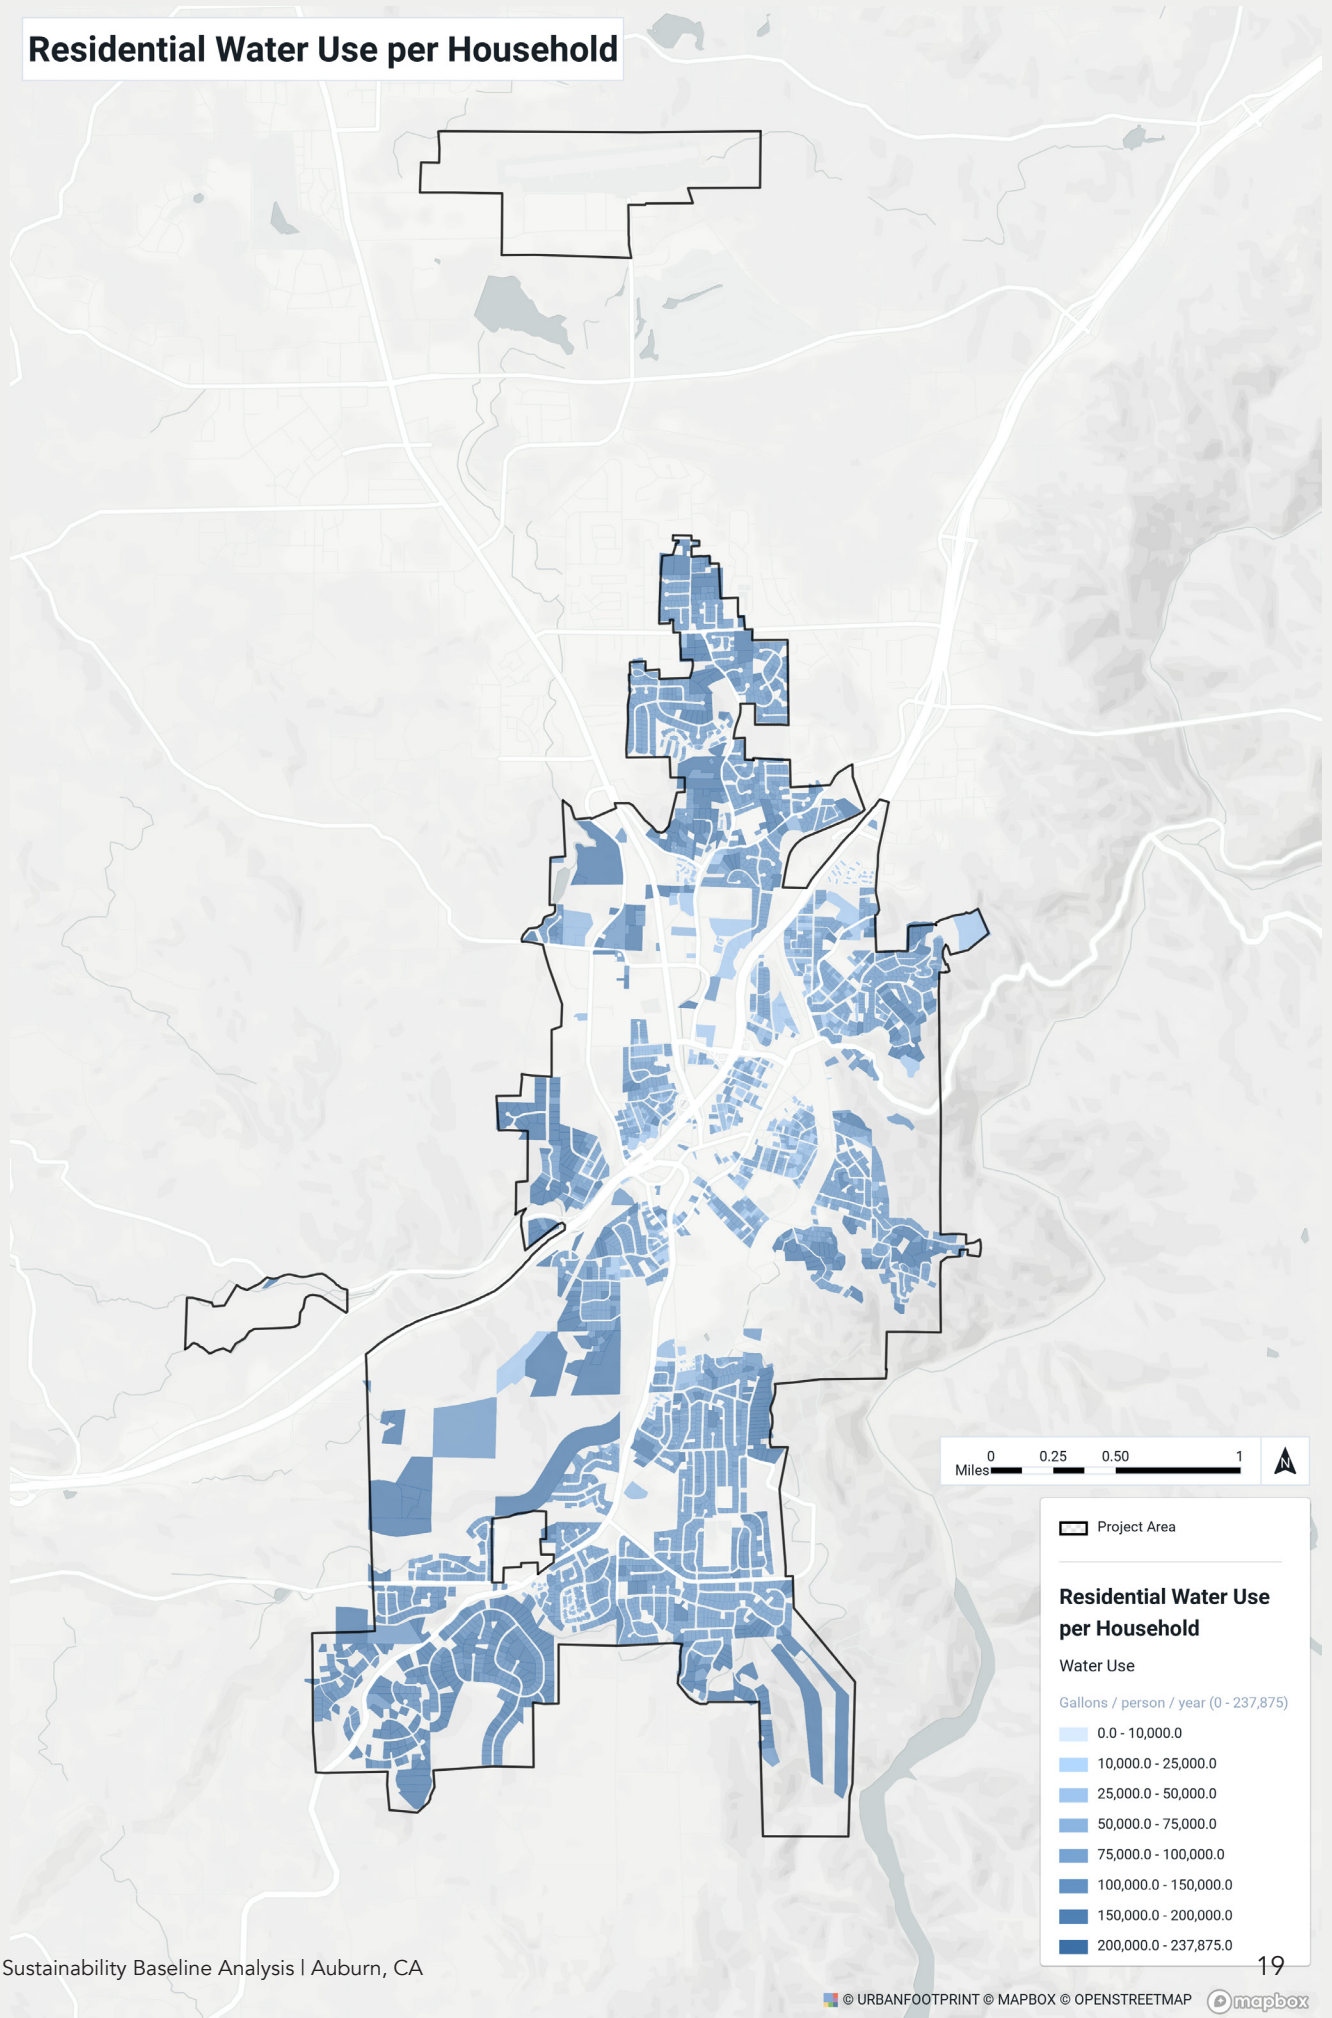 Residential Water Use per Household
0 0.25 0.50 1
Miles
N
Project Area
Residential Water Use
per Household
Water Use
Gallons / person / year (0 - 237,875)
0.0 - 10,000.0
10,000.0 - 25,000.0
25,000.0 - 50,000.0
50,000.0 - 75,000.0
75,000.0 - 100,000.0
100,000.0 - 150,000.0
150,000.0 - 200,000.0
200,000.0 - 237,875.0
Sustainability Baseline Analysis | Auburn, CA
19
© URBANFOOTPRINT © MAPBOX © OPENSTREETMAP
mapbox